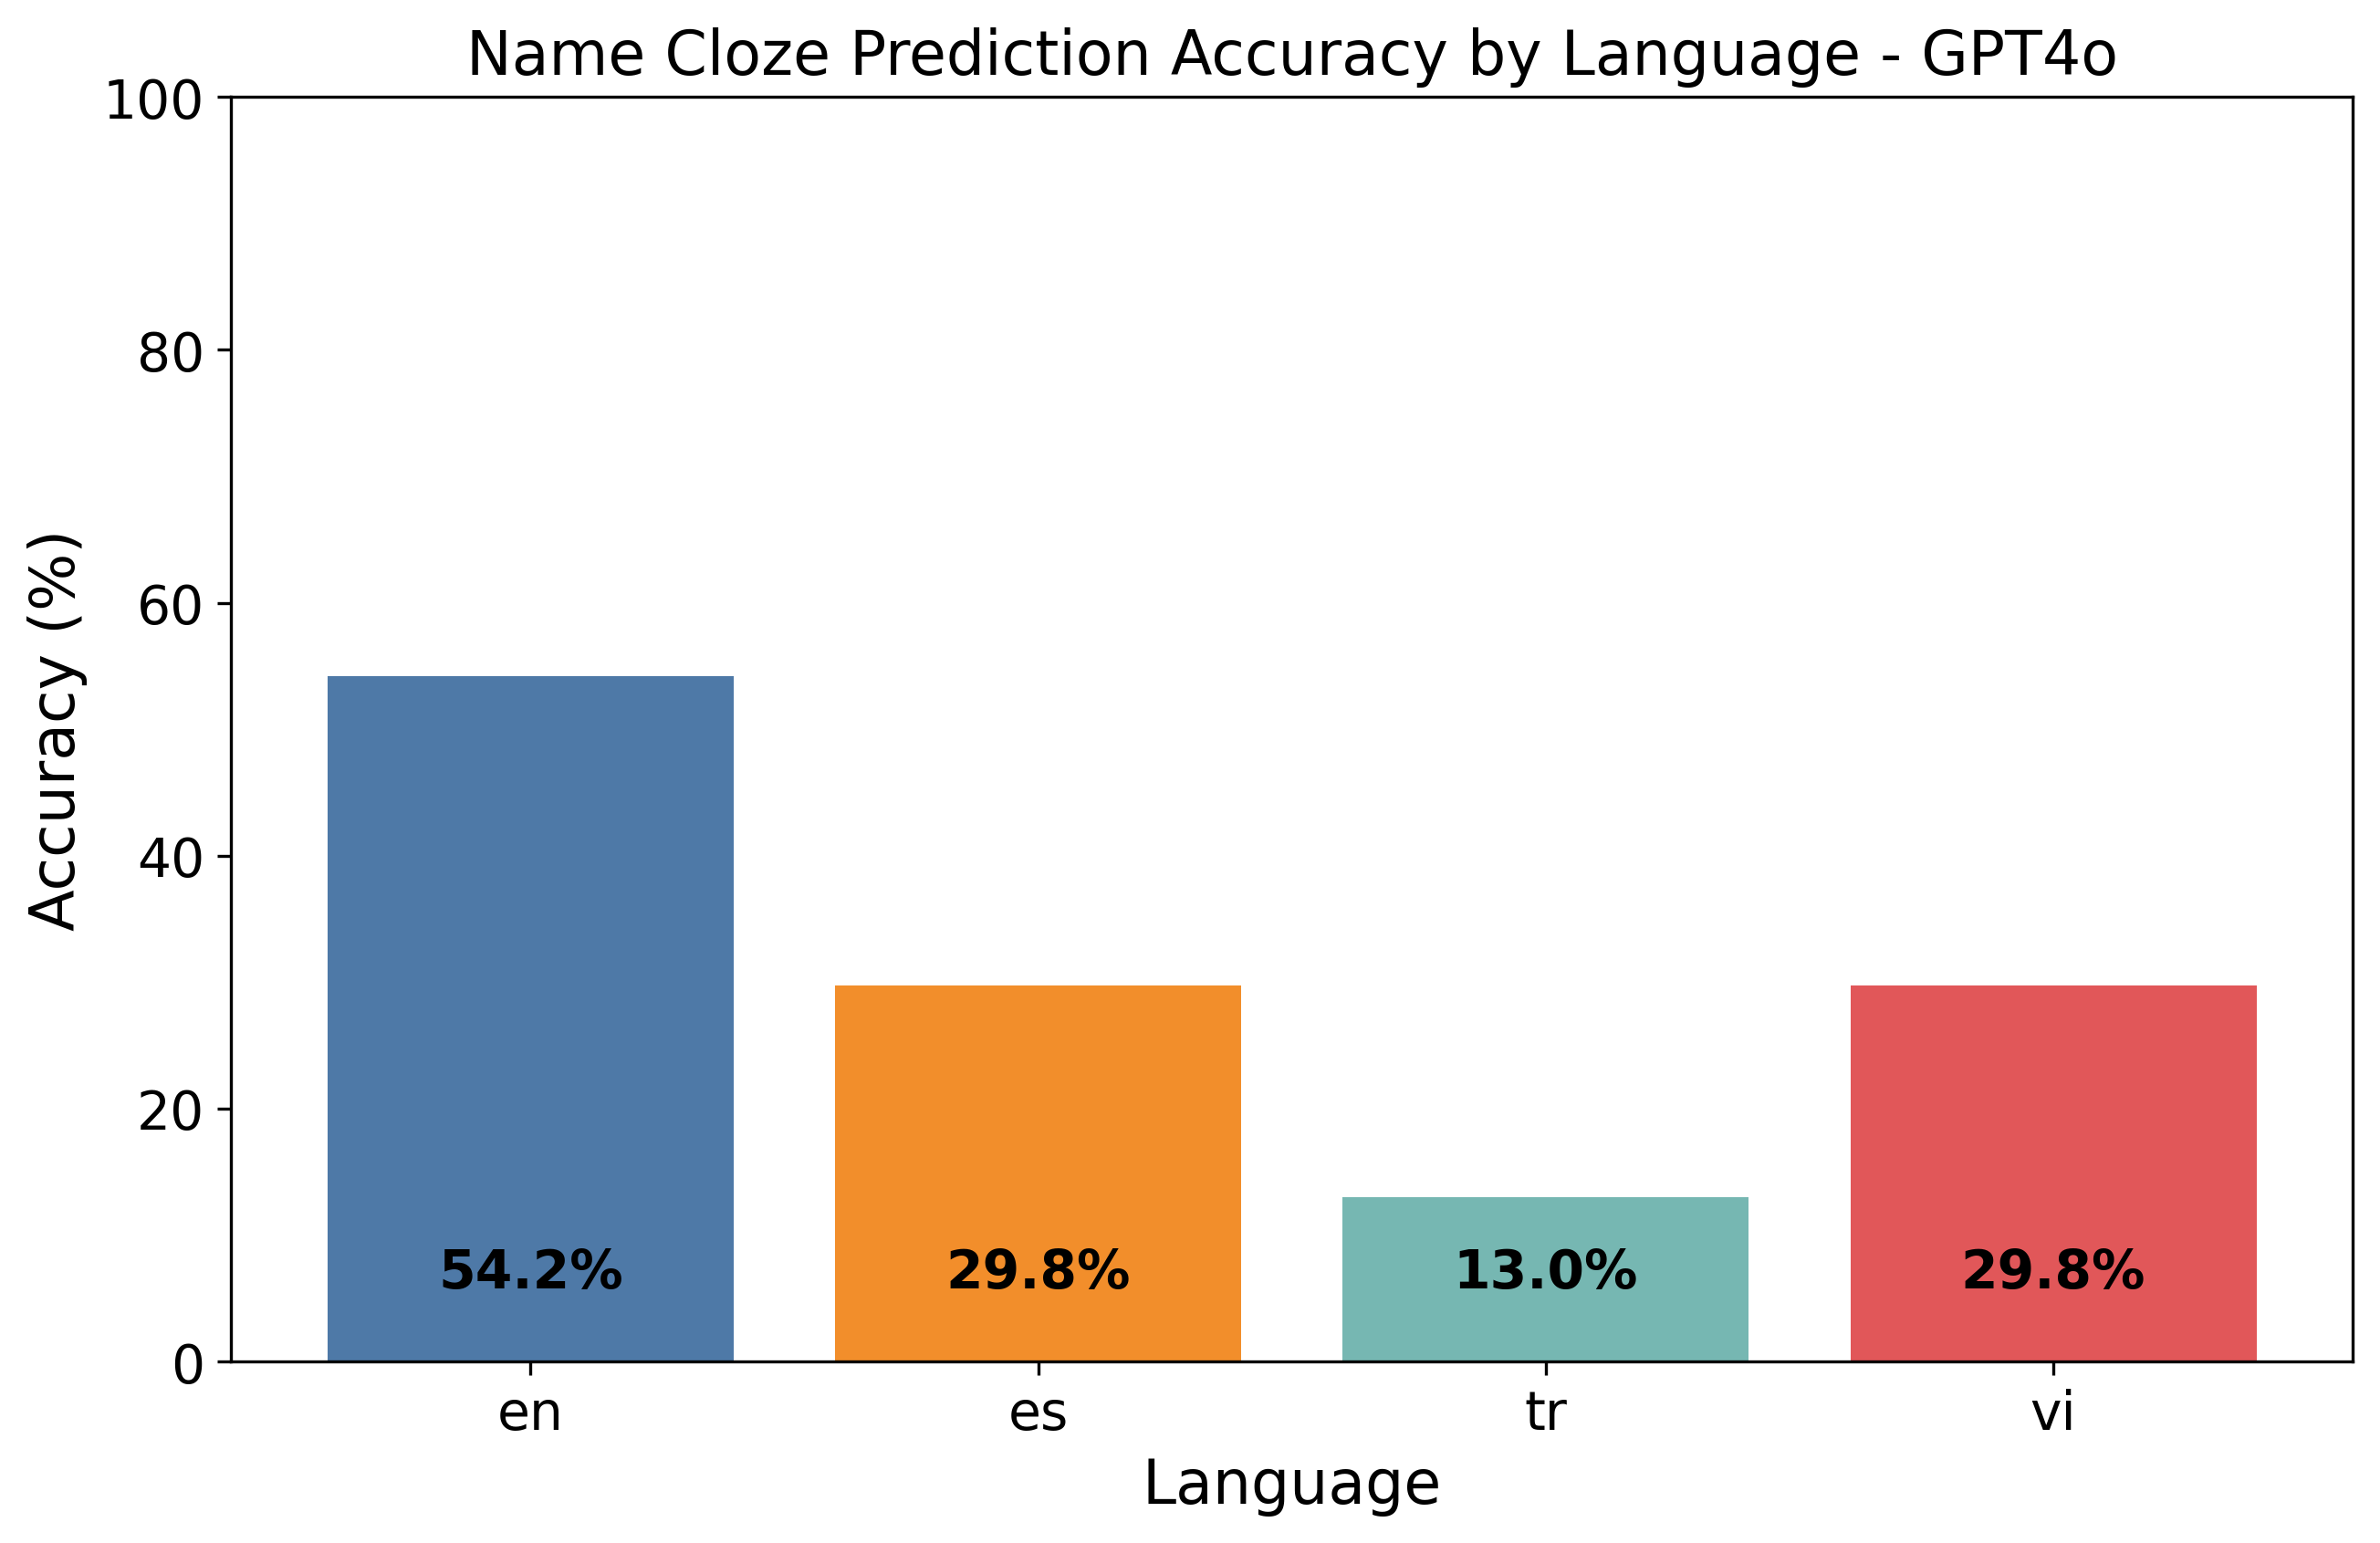 Name Cloze Prediction Accuracy by Language - GPT4o
Accuracy (%)
100
80
60
40
20
0
54.2%
29.8%
13.0%
29.8%
en
es
tr
vi
Language